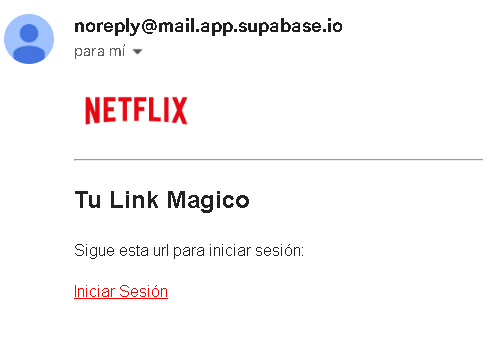 noreply@mail.app.supabase.io
para mí
NETFLIX
Tu Link Magico
Sigue esta url para iniciar sesión:
Iniciar Sesión